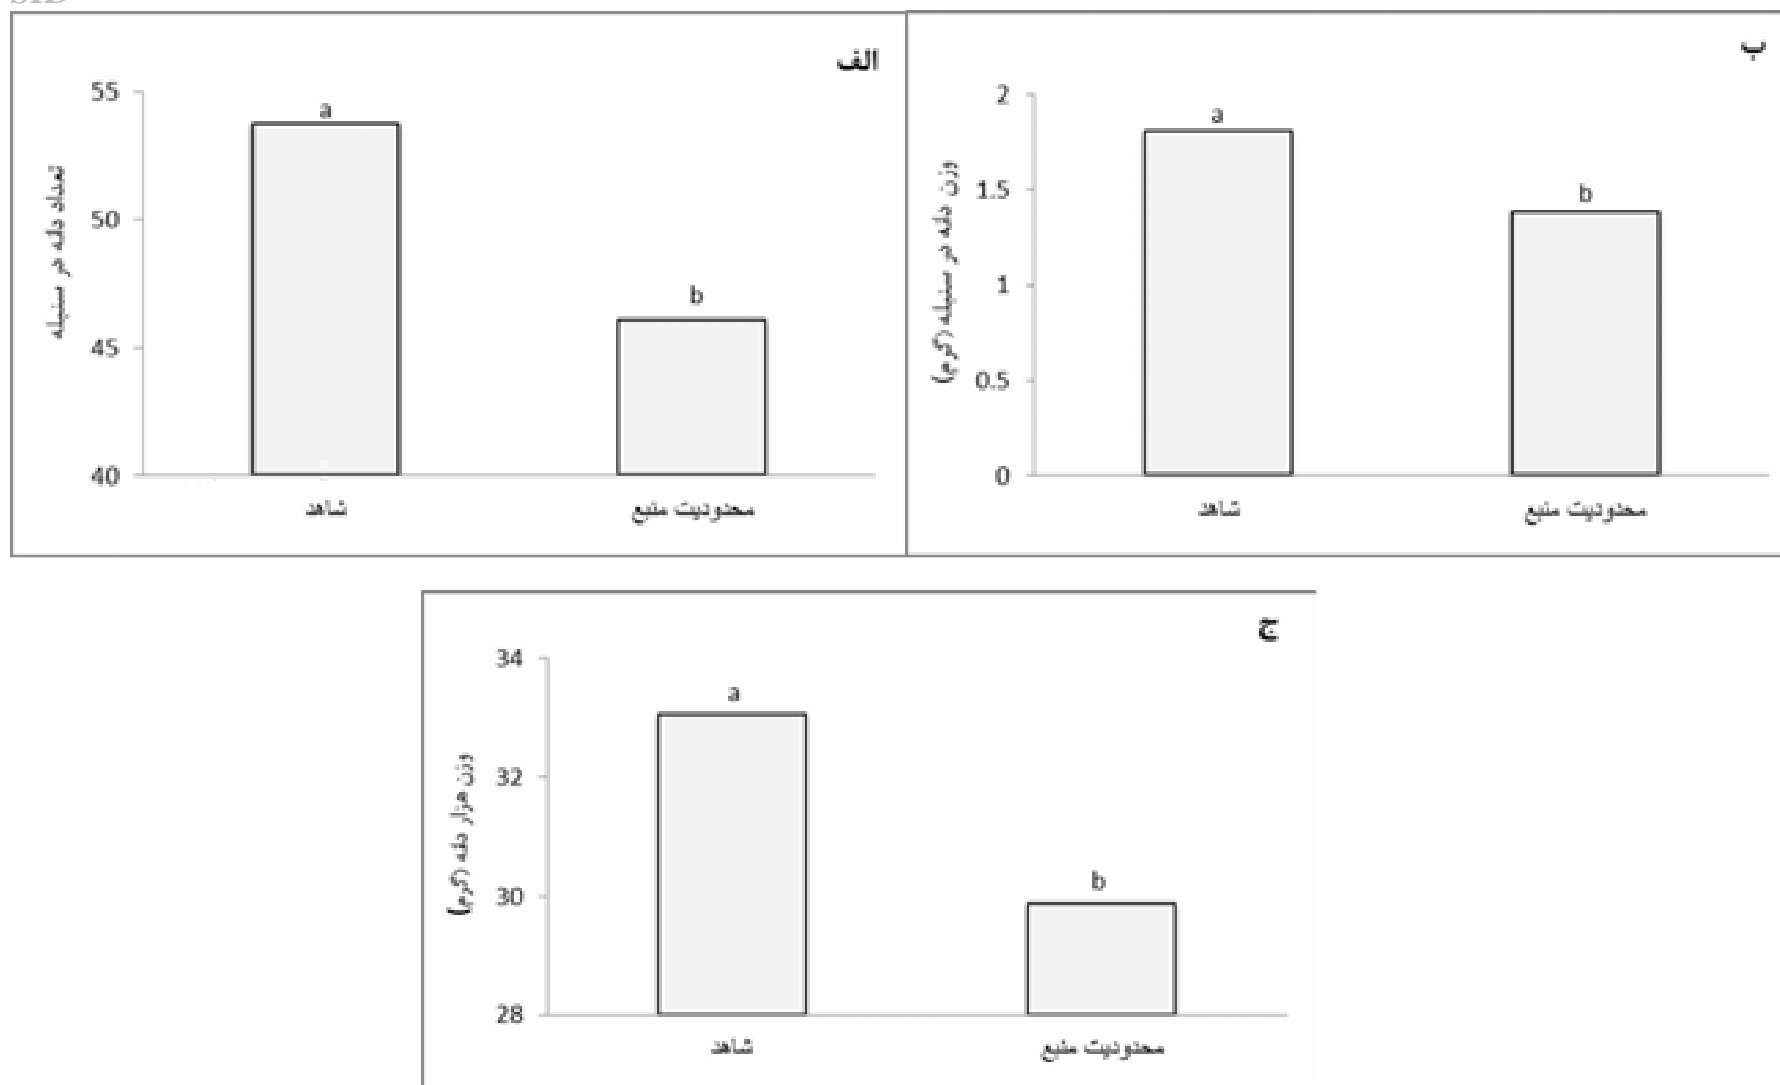 الف
55
50
45
40
تعداد دانه در سنبله
a
b
شاهد
محدودیت منبع
ب
2
1.5
1
0.5
0
وزن دانه در سنبله (گرم)
a
b
شاهد
محدودیت منبع
ج
34
32
30
28
وزن هزار دانه (گرم)
a
b
شاهد
محدودیت منبع